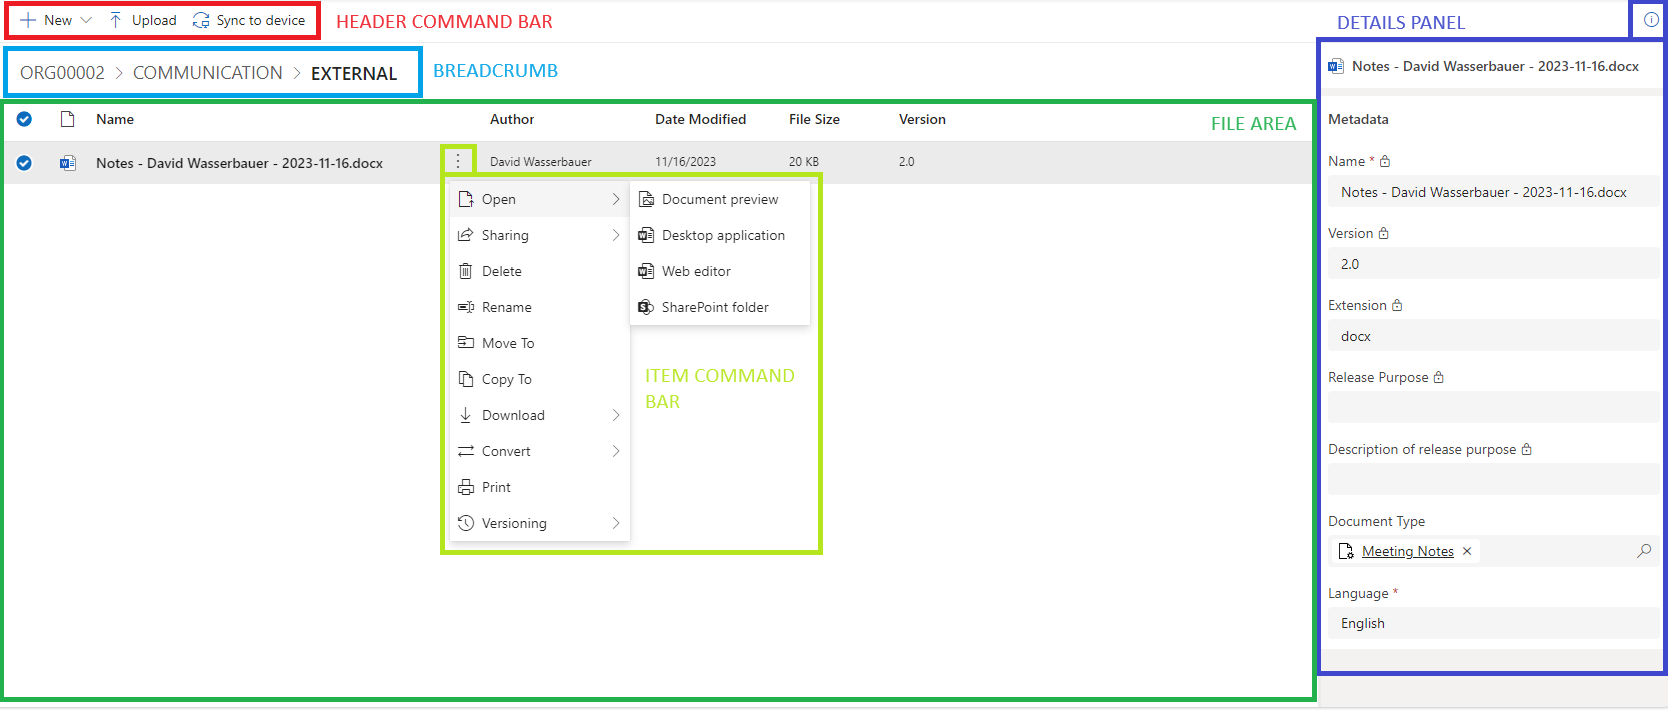 New Upload Sync to device HEADER COMMAND BAR DETAILS PANEL
ORG00002 > COMMUNICATION > EXTERNAL BREADCRUMB
Name Author Date Modified File Size Version FILE AREA
Notes - David Wasserbauer - 2023-11-16.docx David Wasserbauer 11/16/2023 20 KB 2.0
Open
Sharing
Delete
Rename
Move To
Copy To
Download
Convert
Print
Versioning
Document preview
Desktop application
Web editor
SharePoint folder
ITEM COMMAND
BAR
Notes - David Wasserbauer - 2023-11-16.docx
Metadata
Name *
Notes - David Wasserbauer - 2023-11-16.docx
Version
2.0
Extension
docx
Release Purpose
Description of release purpose
Document Type
Meeting Notes
Language *
English